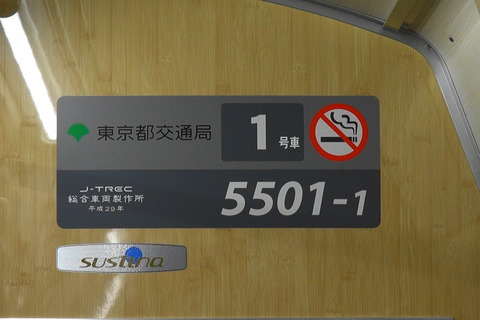 東京都交通局
1
号車
J-TREC
総合車両製作所
平成29年
5501-1
sustina